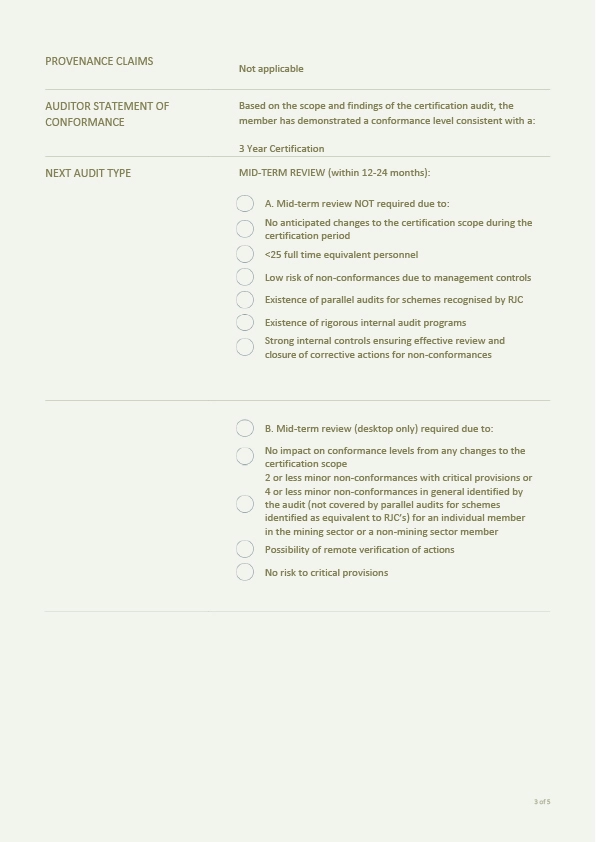 PROVENANCE CLAIMS
Not applicable
AUDITOR STATEMENT OF
CONFORMANCE
Based on the scope and findings of the certification audit, the
member has demonstrated a conformance level consistent with a:
3 Year Certification
NEXT AUDIT TYPE
MID-TERM REVIEW (within 12-24 months):
A. Mid-term review NOT required due to:
No anticipated changes to the certification scope during the
certification period
<25 full time equivalent personnel
Low risk of non-conformances due to management controls
Existence of parallel audits for schemes recognised by RJC
Existence of rigorous internal audit programs
Strong internal controls ensuring effective review and
closure of corrective actions for non-conformances
B. Mid-term review (desktop only) required due to:
No impact on conformance levels from any changes to the
certification scope
2 or less minor non-conformances with critical provisions or
4 or less minor non-conformances in general identified by
the audit (not covered by parallel audits for schemes
identified as equivalent to RJC's) for an individual member
in the mining sector or a non-mining sector member
Possibility of remote verification of actions
No risk to critical provisions
3 of 5